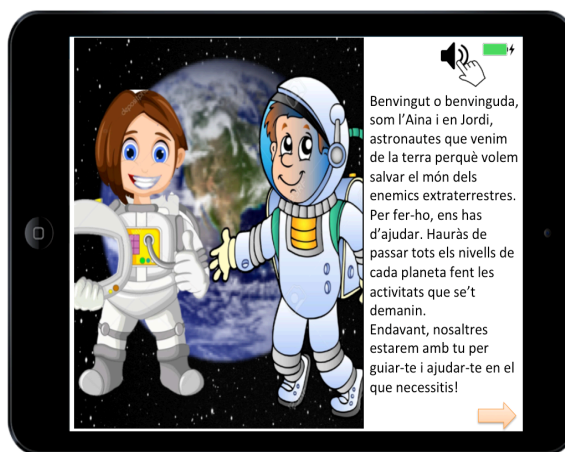 Benvingut o benvinguda,
som l’Aina i en Jordi,
astronautes que venim
de la terra perquè volem
salvar el món dels
enemics extraterrestres.
Per fer-ho, ens has
d’ajudar. Hauràs de
passar tots els nivells de
cada planeta fent les
activitats que se’t
demanin.
Endavant, nosaltres
estarem amb tu per
guiar-te i ajudar-te en el
que necessitis!